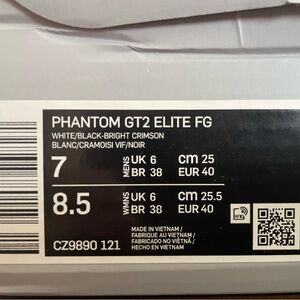 PHANTOM GT2 ELITE FG
WHITE/BLACK-BRIGHT CRIMSON
BLANC/CRAMOISI VIF/NOIR
7 MENS UK 6 cm 25
BR 38 EUR 40
8.5 WMNS UK 6 cm 25.5
BR 38 EUR 40
CZ9890 121
MADE IN VIETNAM/
FABRIQUE AU VIETNAM/
FABRICADO NO VIETNÃ/
HECHO EN VIETNAM